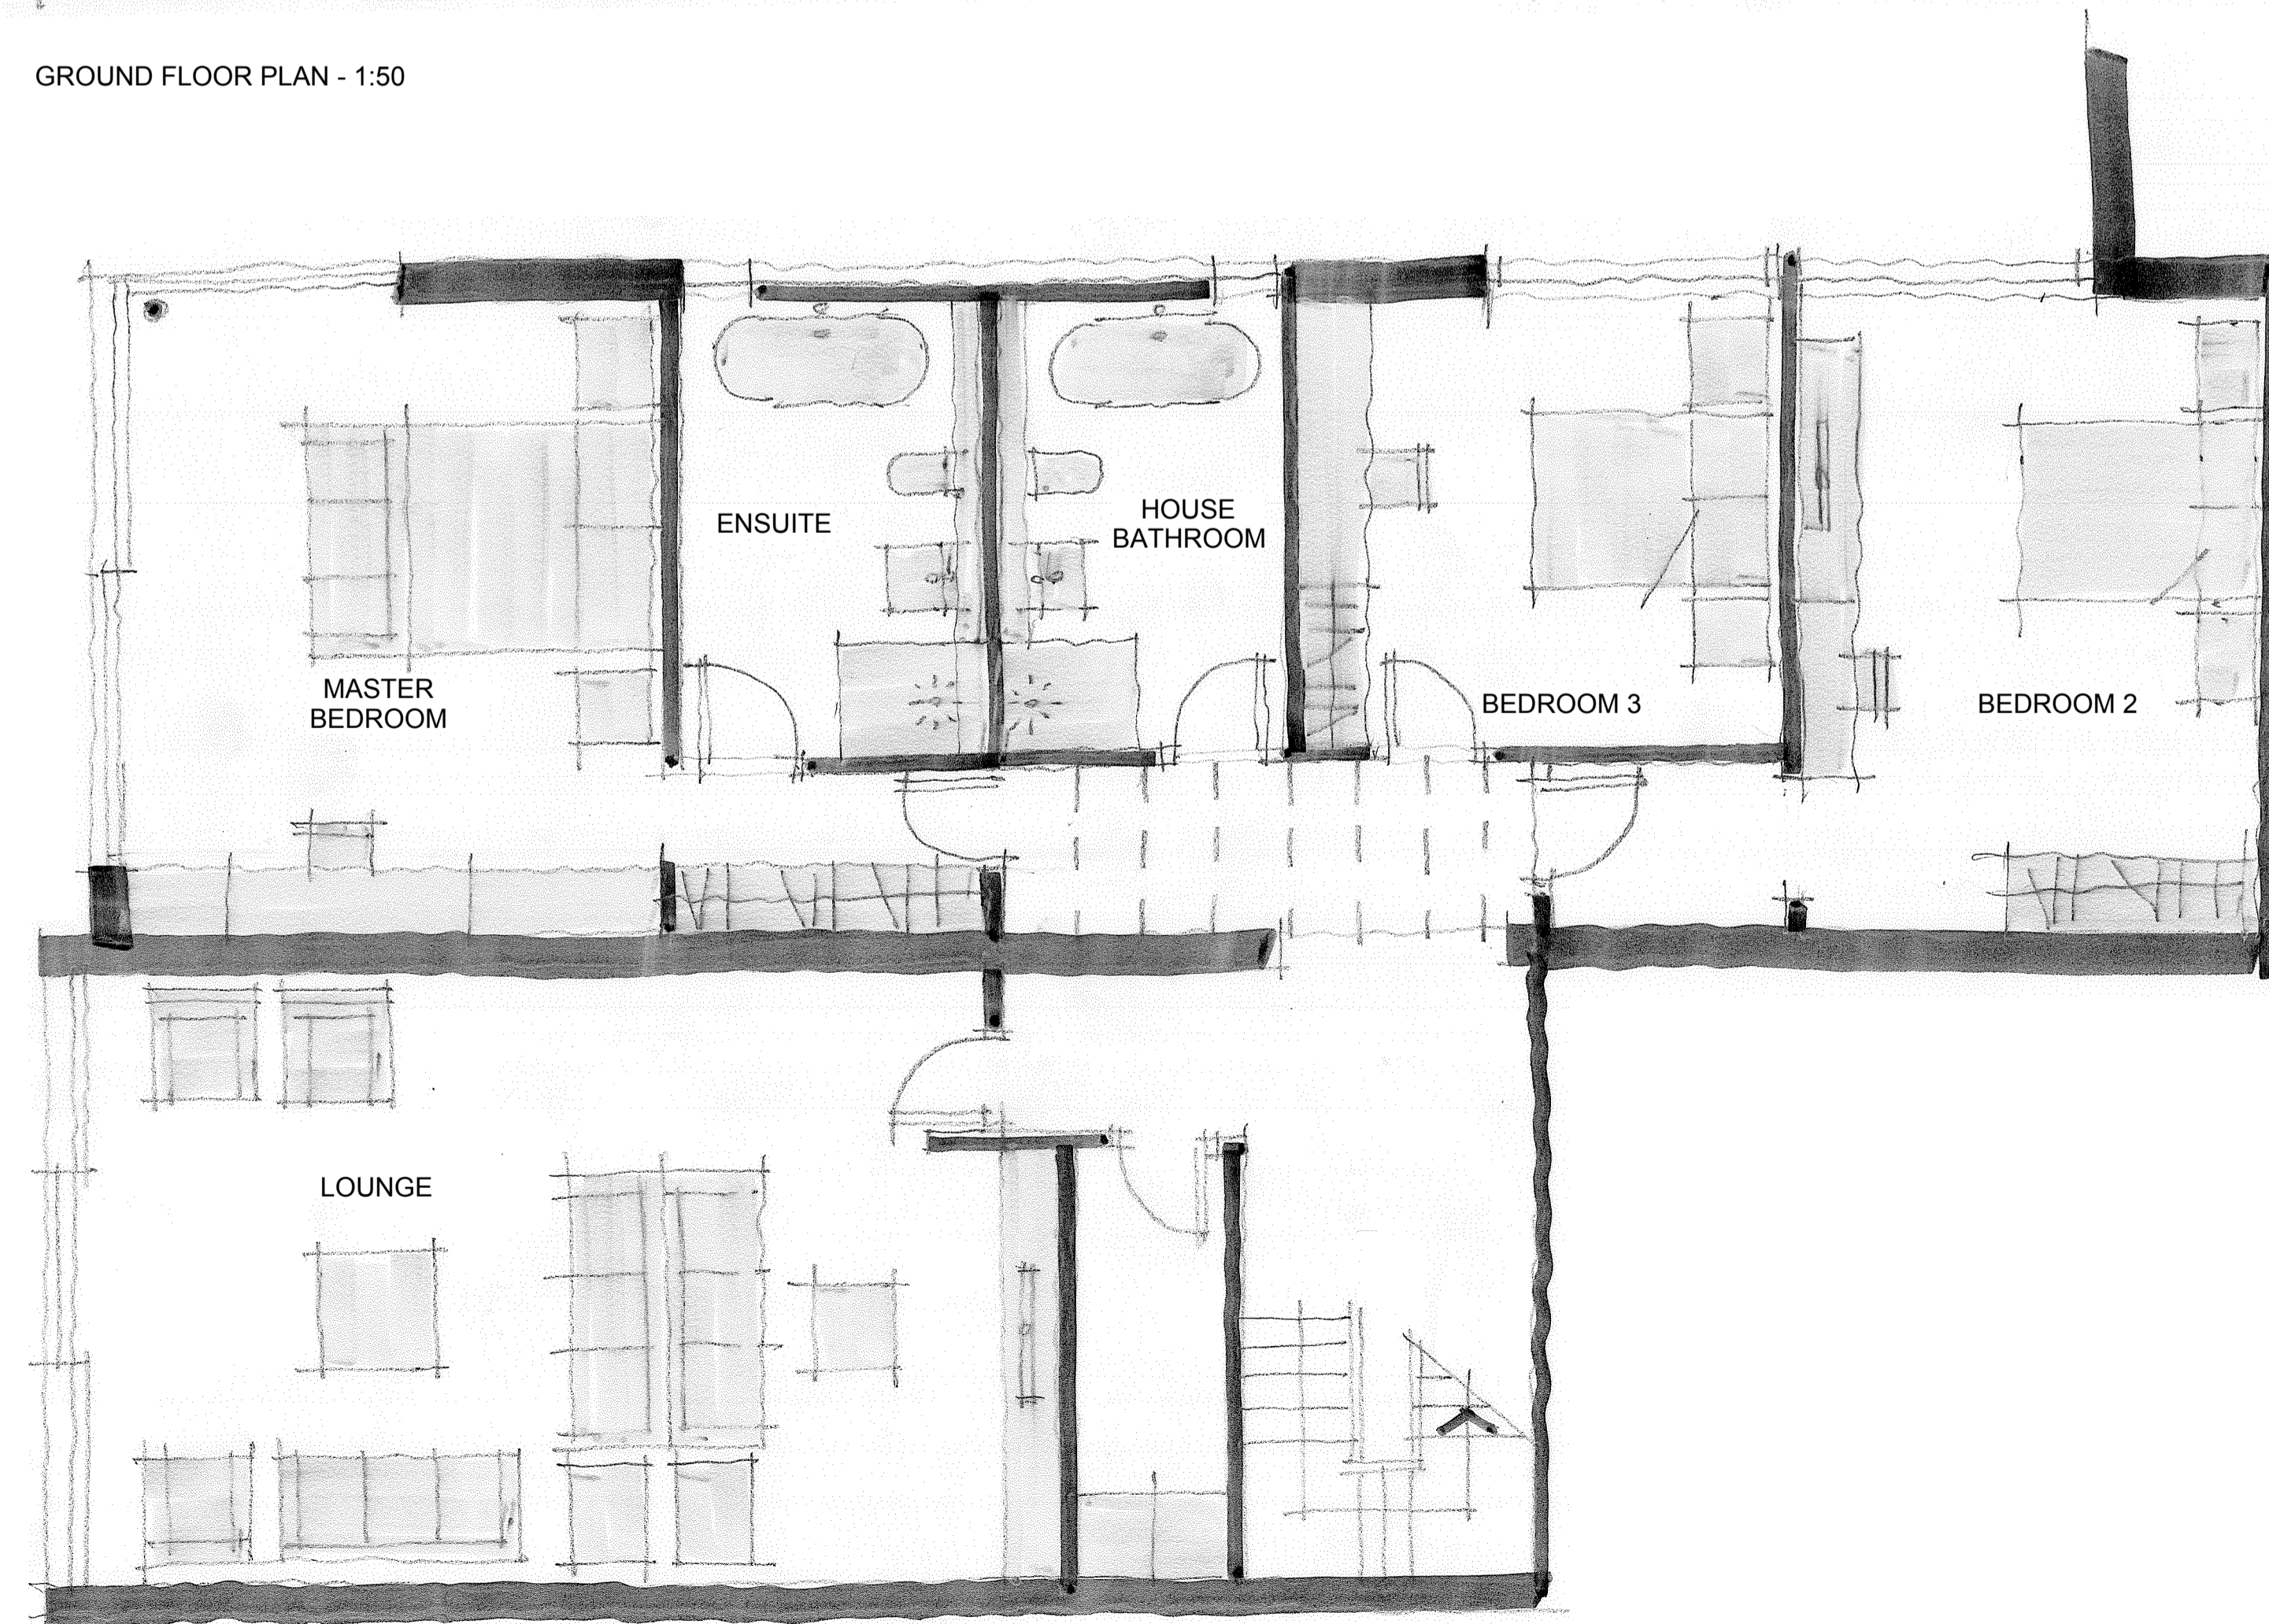 GROUND FLOOR PLAN - 1:50
ENSUITE
HOUSE
BATHROOM
MASTER
BEDROOM
BEDROOM 3
BEDROOM 2
LOUNGE